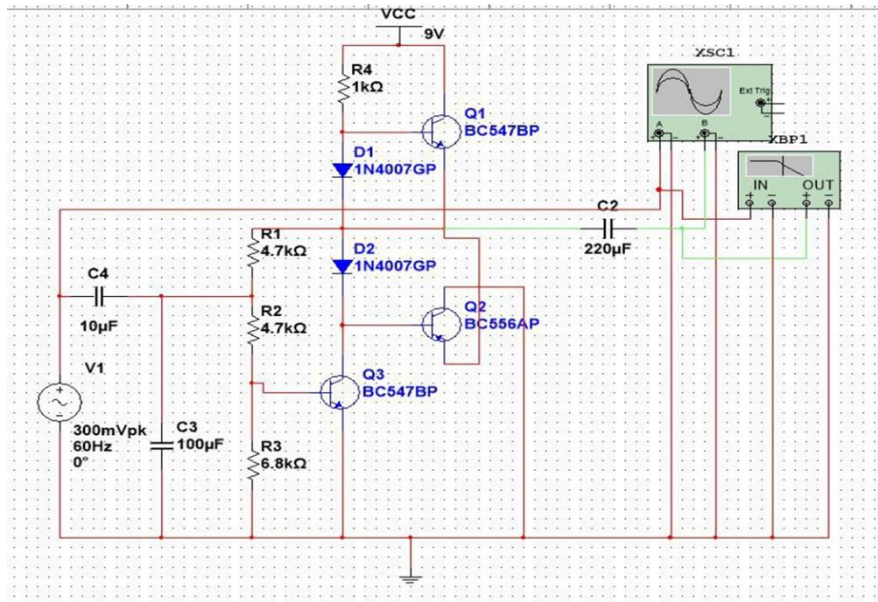 VCC
9V
XSC1
R4
1kΩ
Ext Trig
+
-
Q1
BC547BP
A
B
+ -
+ -
XBP1
D1
1N4007GP
IN
OUT
+ -
+ -
C2
220µF
R1
4.7kΩ
D2
1N4007GP
C4
10µF
R2
4.7kΩ
Q2
BC556AP
V1
+
-
300mVpk
60Hz
0°
C3
100µF
Q3
BC547BP
R3
6.8kΩ